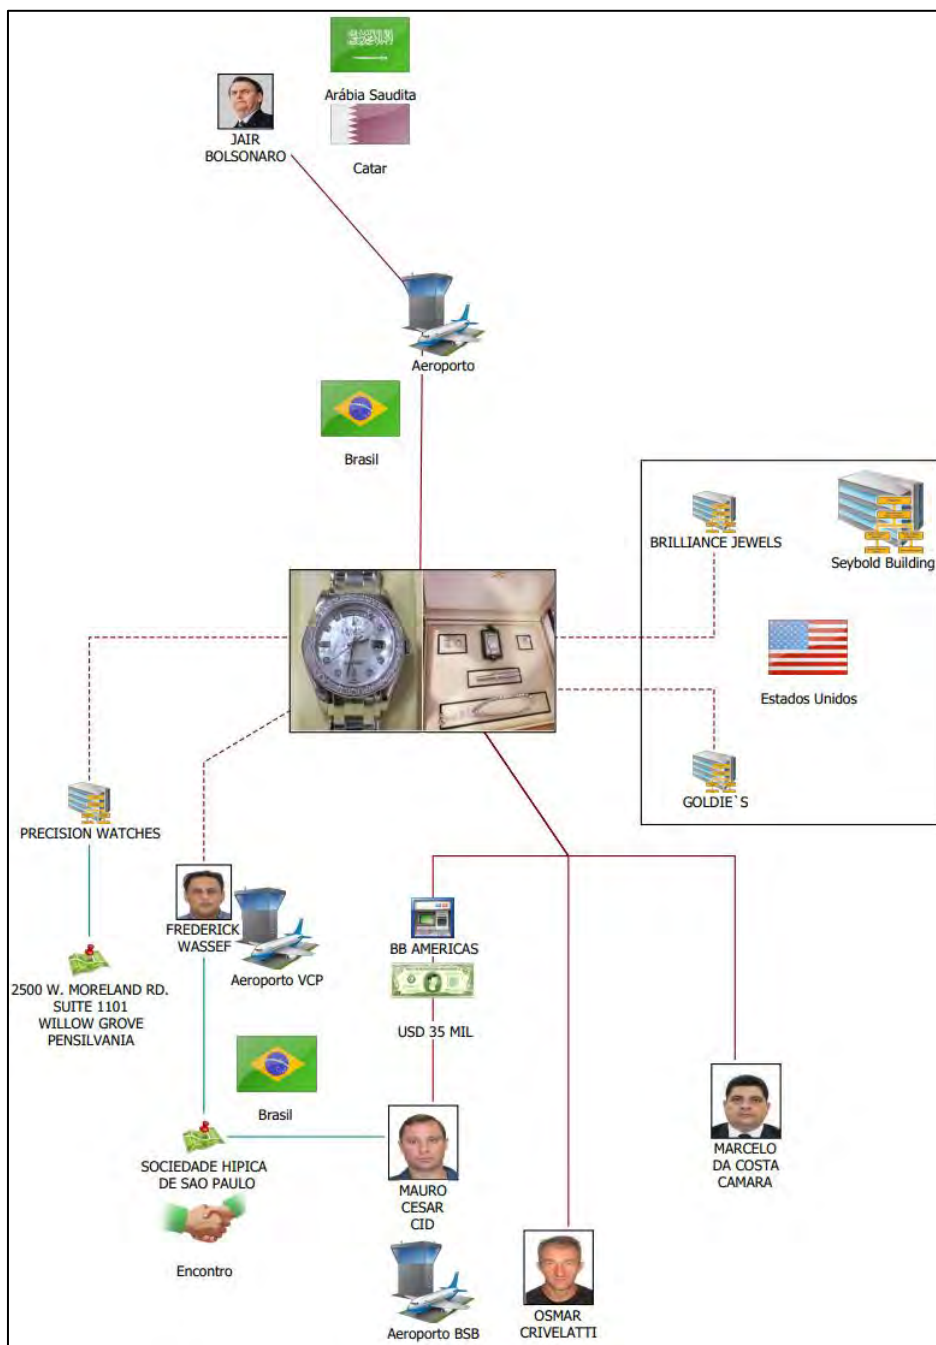 Arábia Saudita
JAIR
BOLSONARO
Catar
Aeroporto
Brasil
BRILLIANCE JEWELS
Seybold Building
Estados Unidos
GOLDIE`S
PRECISION WATCHES
2500 W. MORELAND RD.
SUITE 1101
WILLOW GROVE
PENSILVANIA
FREDERICK
WASSEF
Aeroporto VCP
BB AMERICAS
USD 35 MIL
Brasil
SOCIEDADE HIPICA
DE SAO PAULO
Encontro
MAURO
CESAR
CID
Aeroporto BSB
OSMAR
CRIVELATTI
MARCELO
DA COSTA
CAMARA